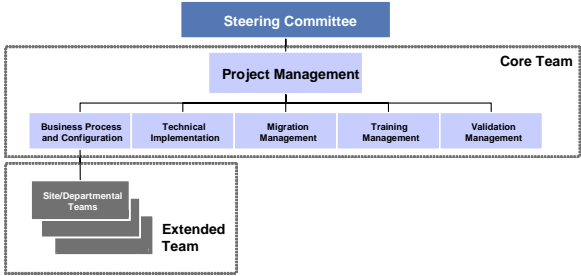 Steering Committee
Core Team
Project Management
Business Process
and Configuration
Technical
Implementation
Migration
Management
Training
Management
Validation
Management
Site/Departmental
Teams
Extended
Team